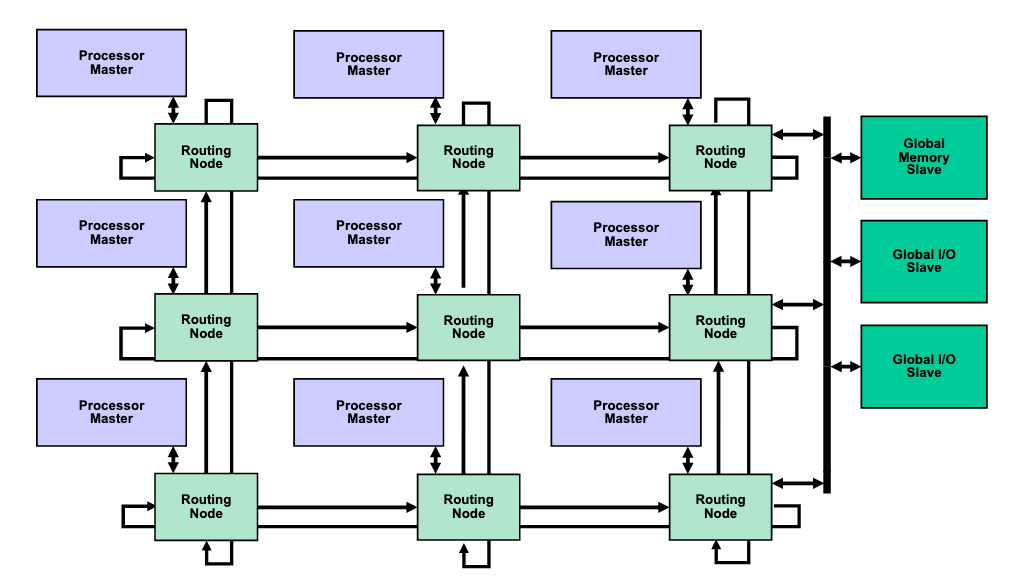 Processor
Master
Processor
Master
Processor
Master
Routing
Node
Routing
Node
Routing
Node
Global
Memory
Slave
Processor
Master
Processor
Master
Processor
Master
Global I/O
Slave
Routing
Node
Routing
Node
Routing
Node
Global I/O
Slave
Processor
Master
Processor
Master
Processor
Master
Routing
Node
Routing
Node
Routing
Node